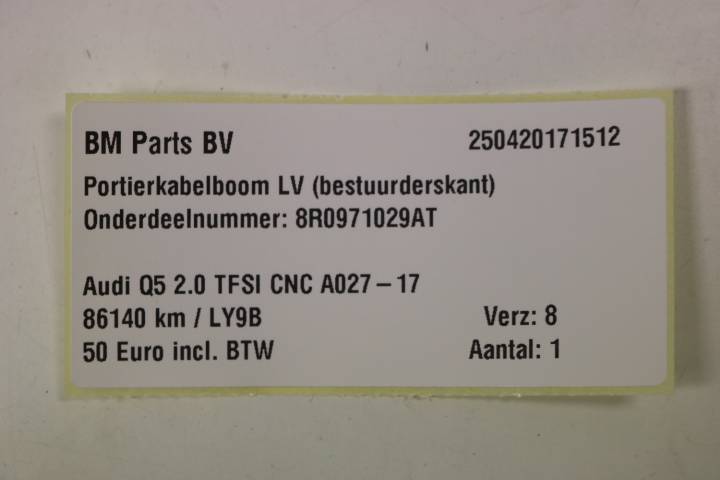 BM Parts BV 250420171512
Portierkabelboom LV (bestuurderskant)
Onderdeelnummer: 8R0971029AT
Audi Q5 2.0 TFSI CNC A027 – 17
86140 km / LY9B Verz: 8
50 Euro incl. BTW Aantal: 1